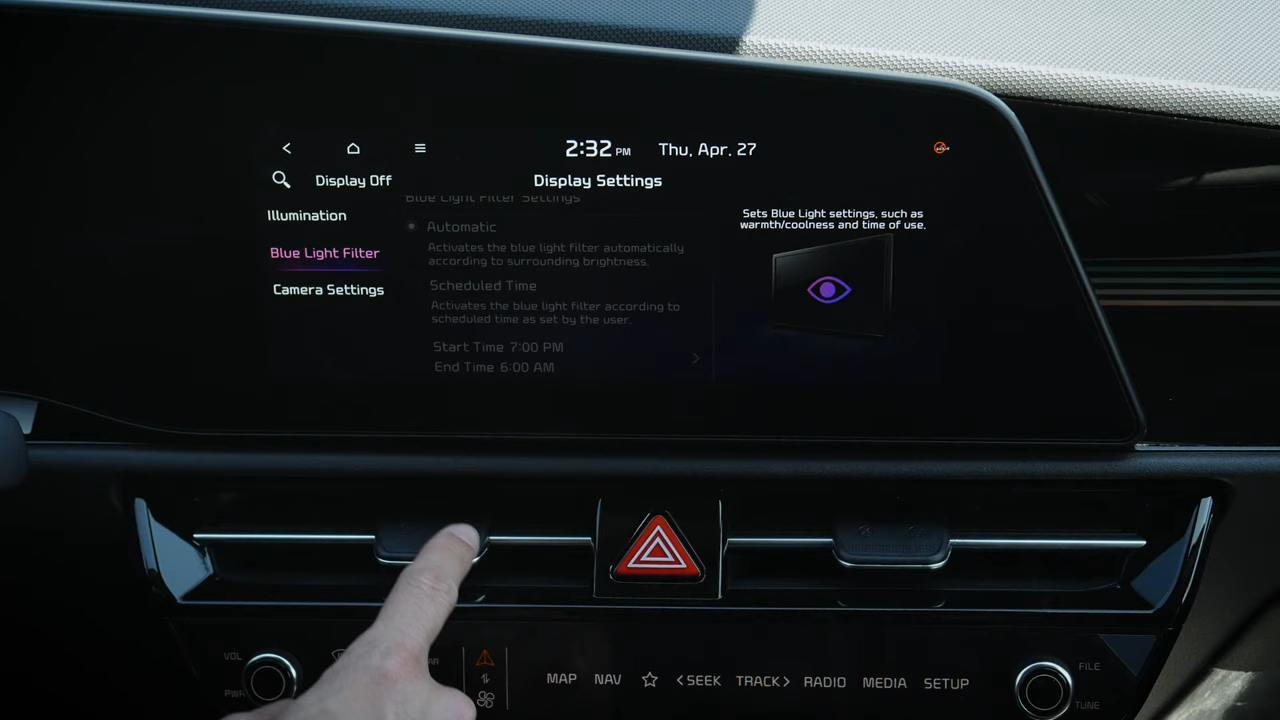 2:32 PM Thu, Apr. 27
Display Off
Display Settings
Illumination
Blue Light Filter
Camera Settings
Blue Light Filter Settings
Automatic
Activates the blue light filter automatically
according to surrounding brightness.
Scheduled Time
Activates the blue light filter according to
scheduled time as set by the user.
Start Time 7:00 PM
End Time 6:00 AM
Sets Blue Light settings, such as
warmth/coolness and time of use.
VOL
PWR
MAP
NAV
< SEEK
TRACK >
RADIO
MEDIA
SETUP
FILE
TUNE